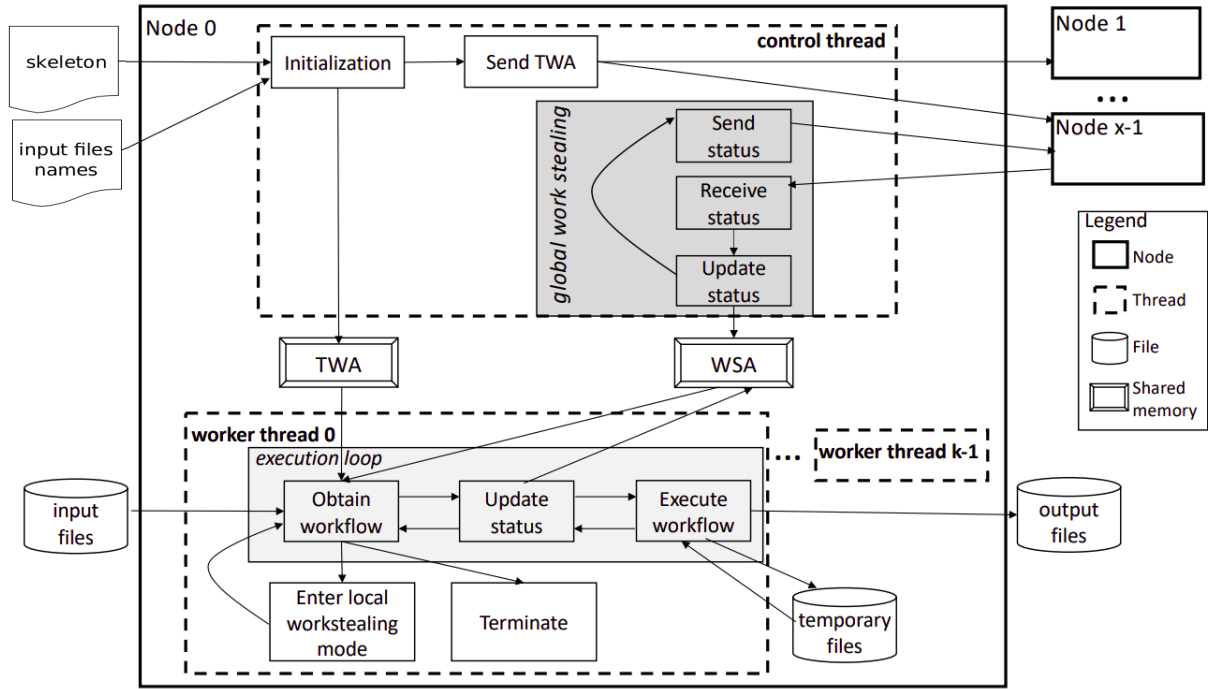 Node 0
control thread
Node 1
skeleton
Initialization
Send TWA
...
input files
names
global work stealing
Send
status
Node x-1
Receive
status
Update
status
Legend
Node
Thread
File
Shared
memory
TWA
WSA
worker thread 0
execution loop
... worker thread k-1
input
files
Obtain
workflow
Update
status
Execute
workflow
output
files
Enter local
workstealing
mode
Terminate
temporary
files